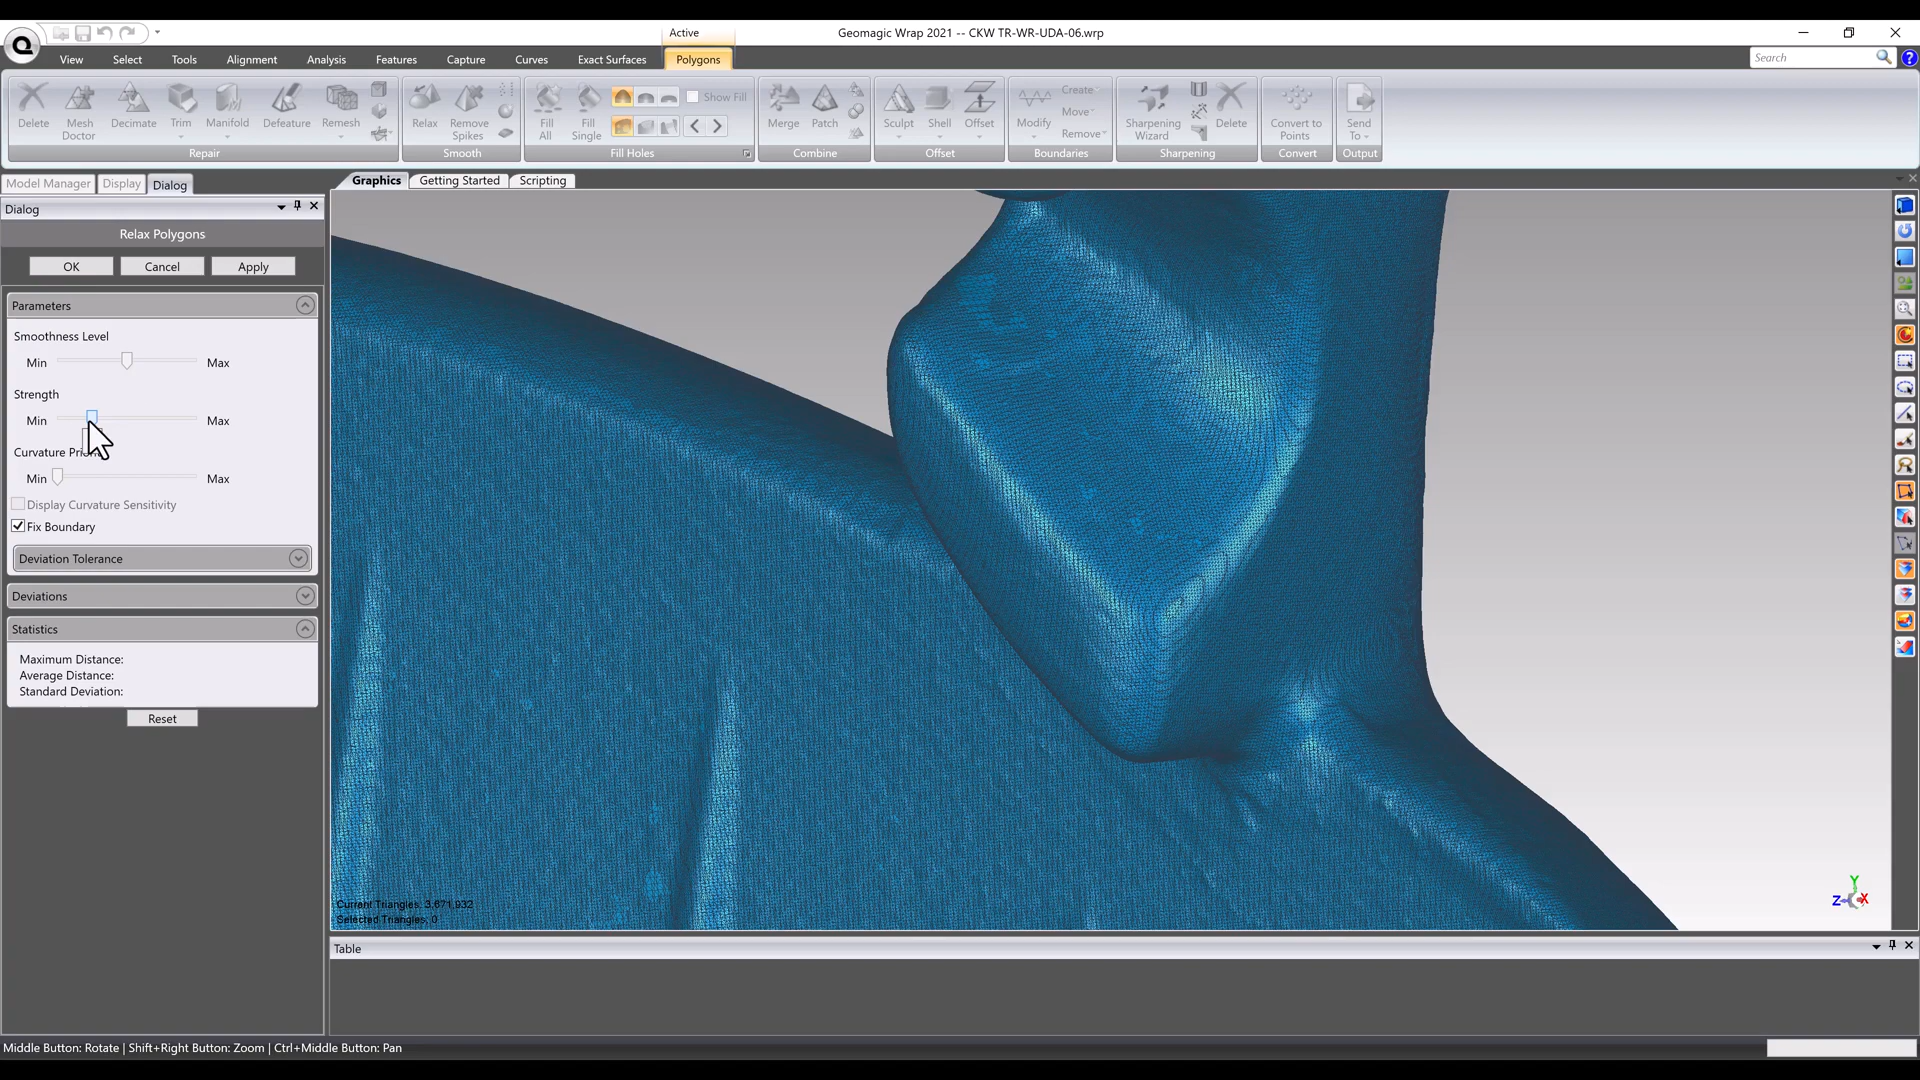 Active
Geomagic Wrap 2021 -- CKW TR-WR-UDA-06.wrp
View Select Tools Alignment Analysis Features Capture Curves Exact Surfaces Polygons
Search
Delete Mesh Doctor Decimate Trim Manifold Defeature Remesh
Repair
Relax Remove Spikes
Smooth
Fill All Fill Single Show Fill
Fill Holes
Merge Patch
Combine
Sculpt Shell Offset
Offset
Modify Create Move Remove
Boundaries
Sharpening Wizard Delete
Sharpening
Convert to Points
Convert
Send To
Output
Model Manager Display Dialog
Graphics Getting Started Scripting
Dialog
Relax Polygons
OK Cancel Apply
Parameters
Smoothness Level
Min Max
Strength
Min Max
Curvature
Min Max
Display Curvature Sensitivity
Fix Boundary
Deviation Tolerance
Deviations
Statistics
Maximum Distance:
Average Distance:
Standard Deviation:
Reset
Current Triangles: 3,671,932
Selected Triangles: 0
Y
Z X
Table
Middle Button: Rotate | Shift+Right Button: Zoom | Ctrl+Middle Button: Pan